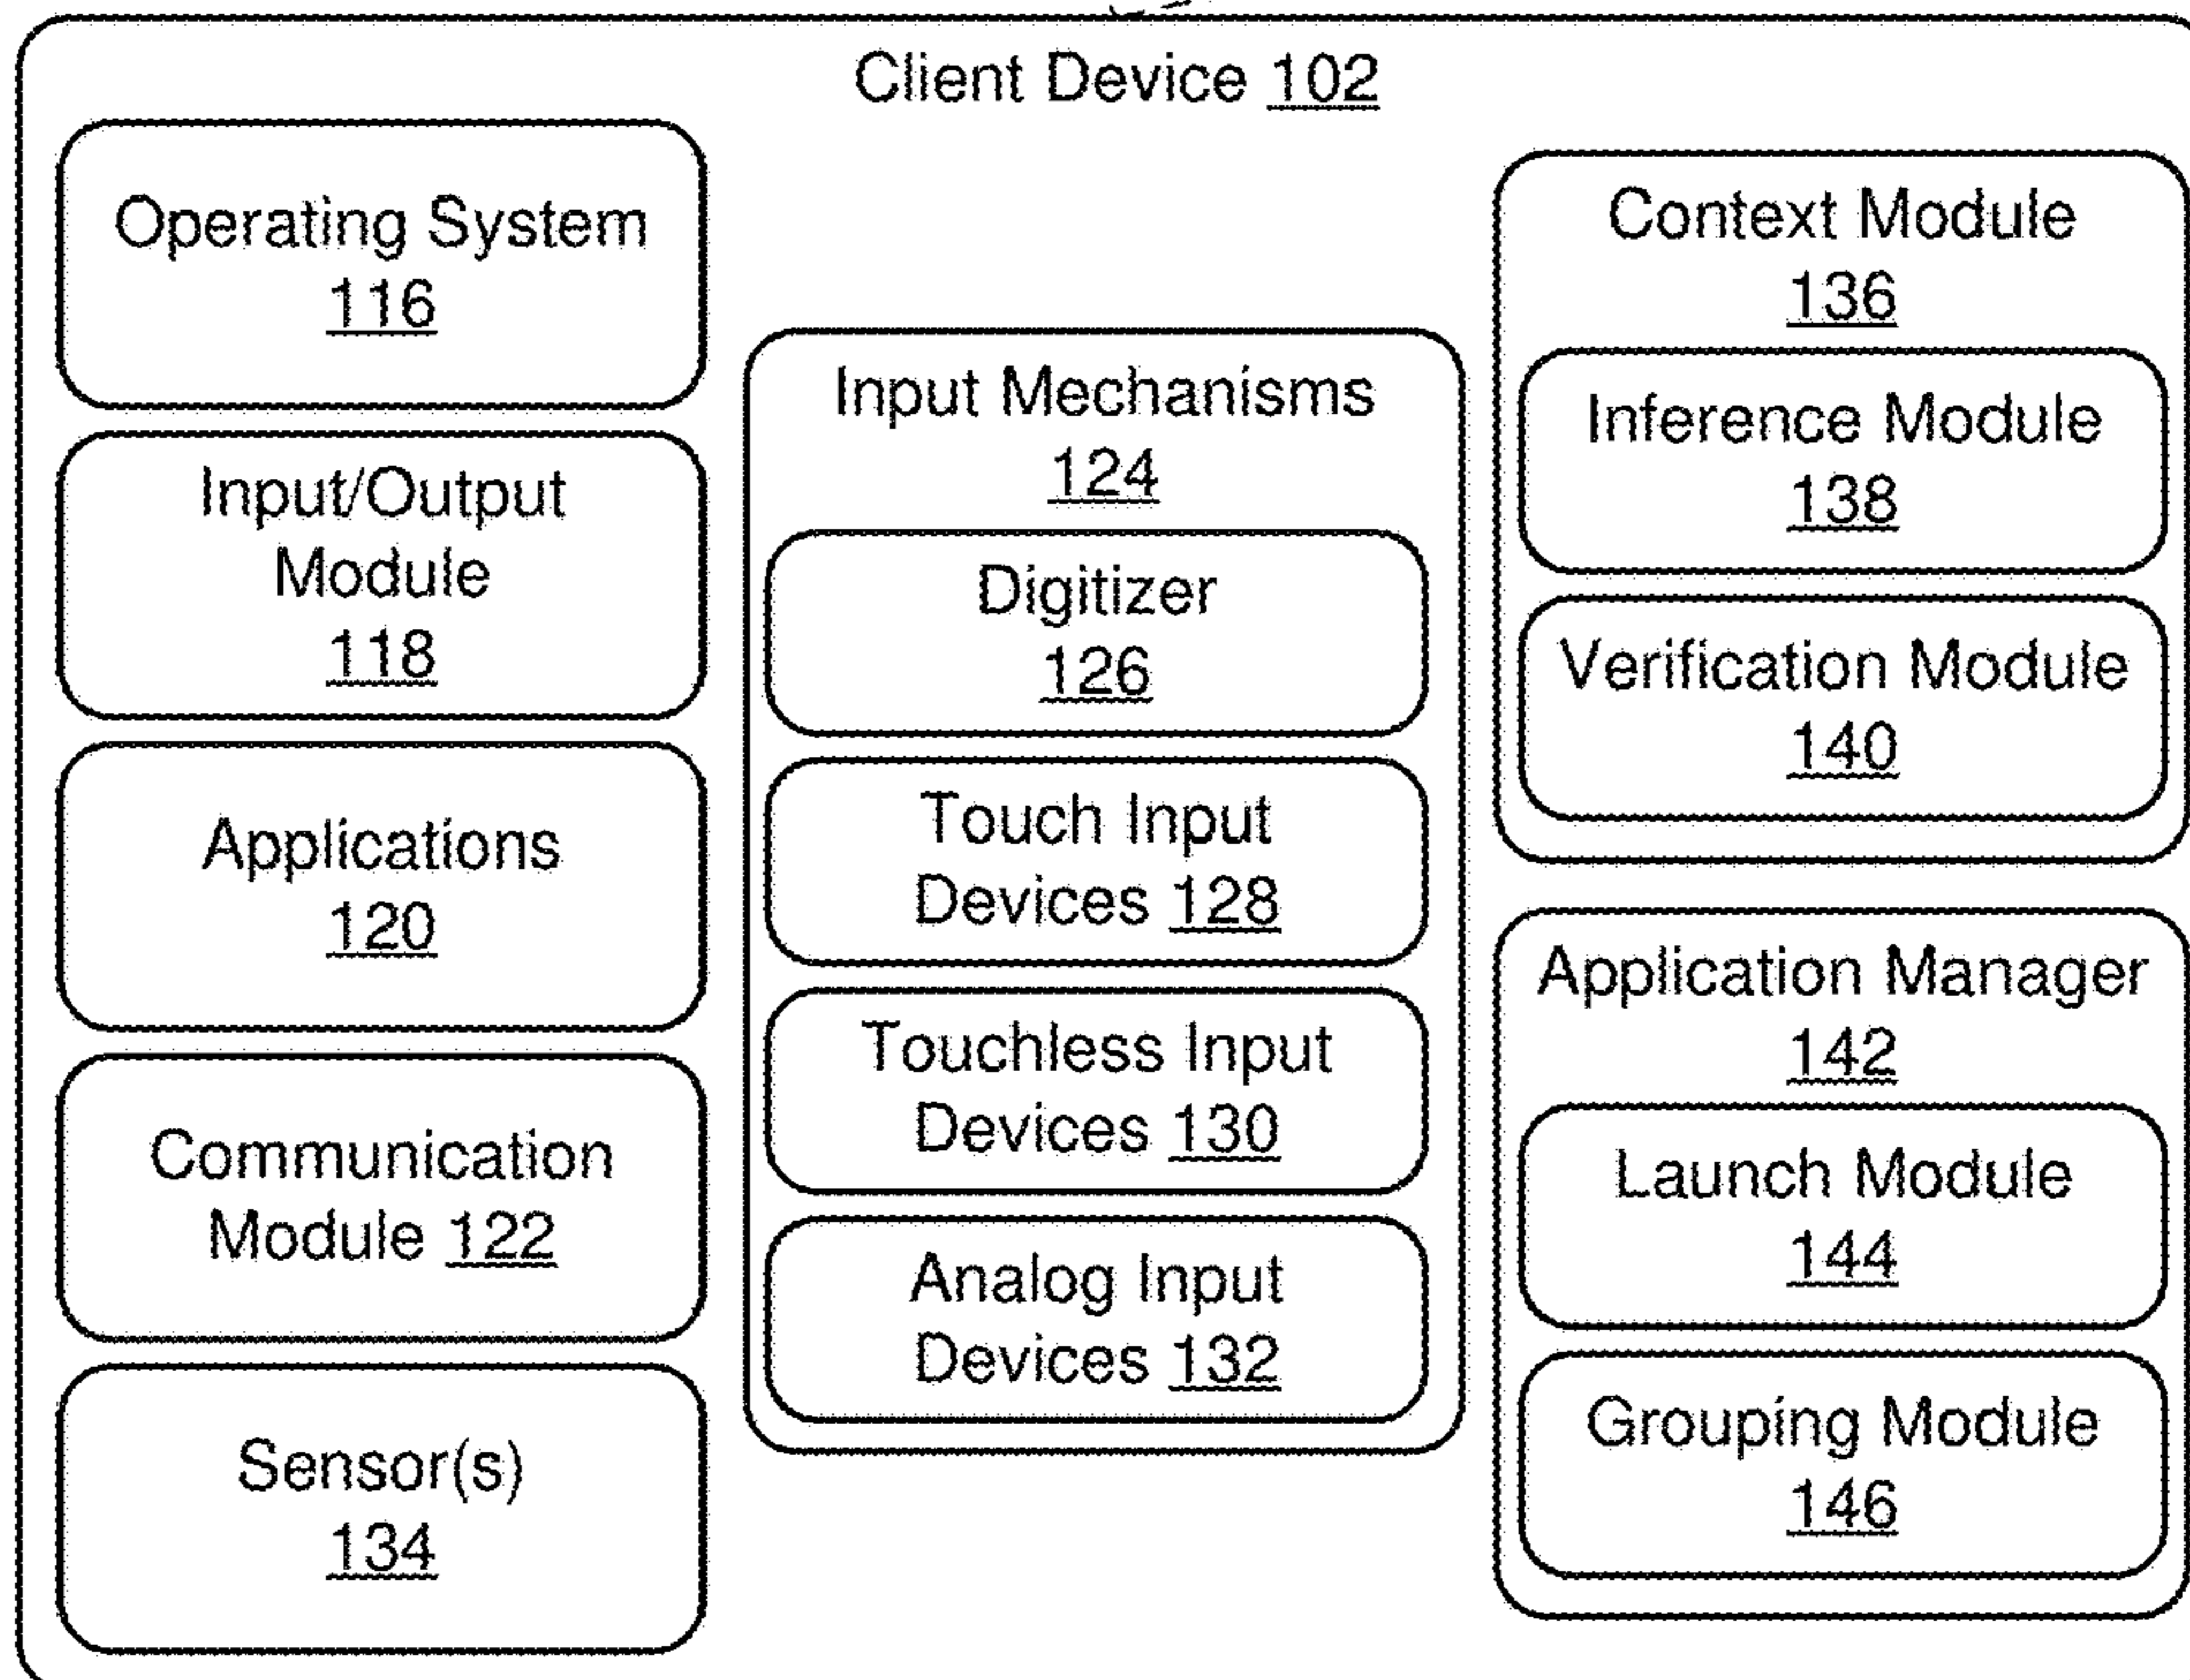 Client Device 102
Operating System
116
Input/Output
Module
118
Applications
120
Communication
Module 122
Sensor(s)
134
Input Mechanisms
124
Digitizer
126
Touch Input
Devices 128
Touchless Input
Devices 130
Analog Input
Devices 132
Context Module
136
Inference Module
138
Verification Module
140
Application Manager
142
Launch Module
144
Grouping Module
146